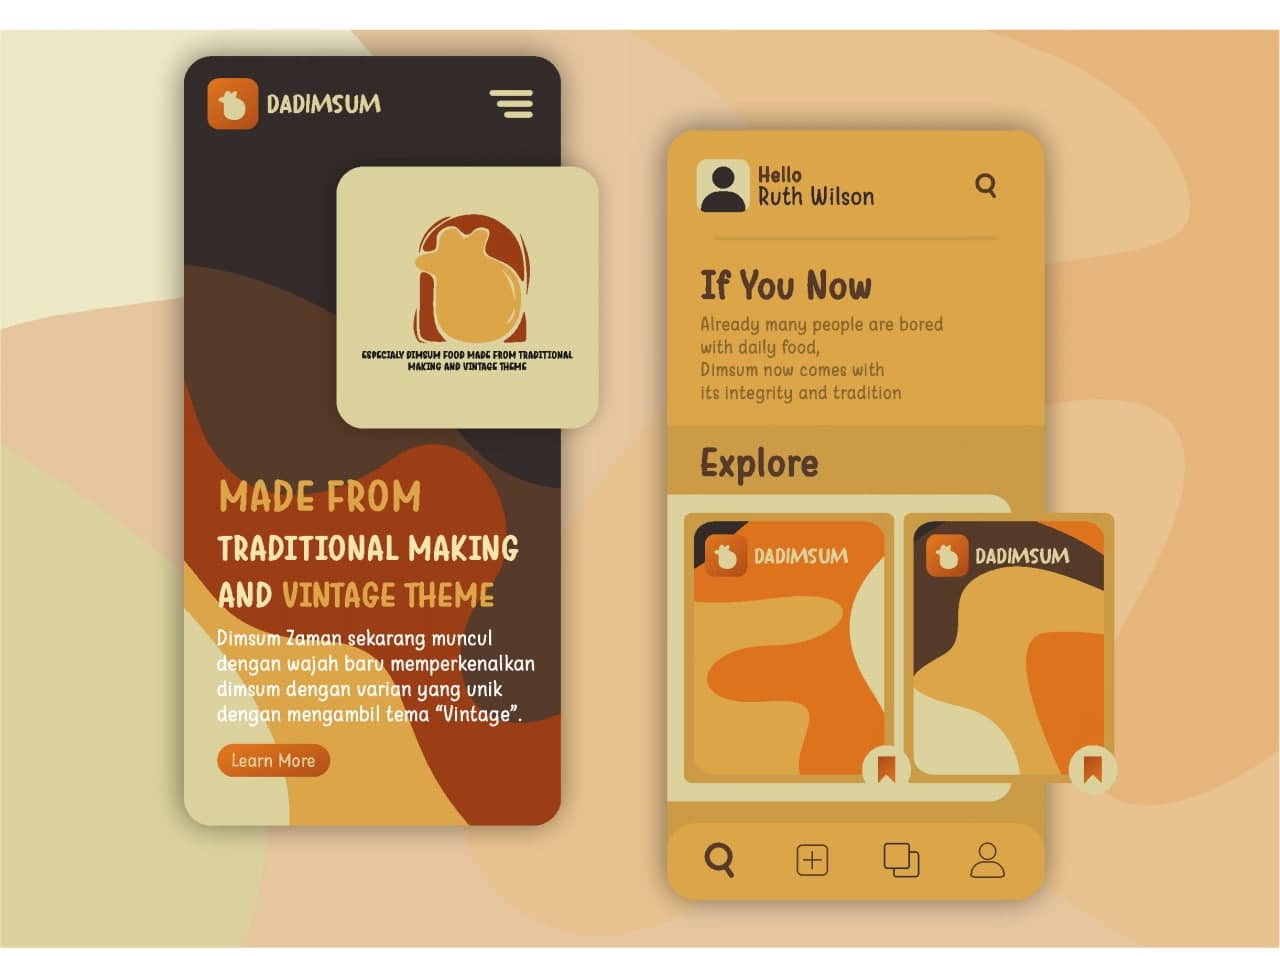 DADIMSUM
ESPECIALY DIMSUM FOOD MADE FROM TRADITIONAL
MAKING AND VINTAGE THEME
MADE FROM
TRADITIONAL MAKING
AND VINTAGE THEME
Dimsum Zaman sekarang muncul
dengan wajah baru memperkenalkan
dimsum dengan varian yang unik
dengan mengambil tema “Vintage”.
Learn More
Hello
Ruth Wilson
If You Now
Already many people are bored
with daily food,
Dimsum now comes with
its integrity and tradition
Explore
DADIMSUM
DADIMSUM